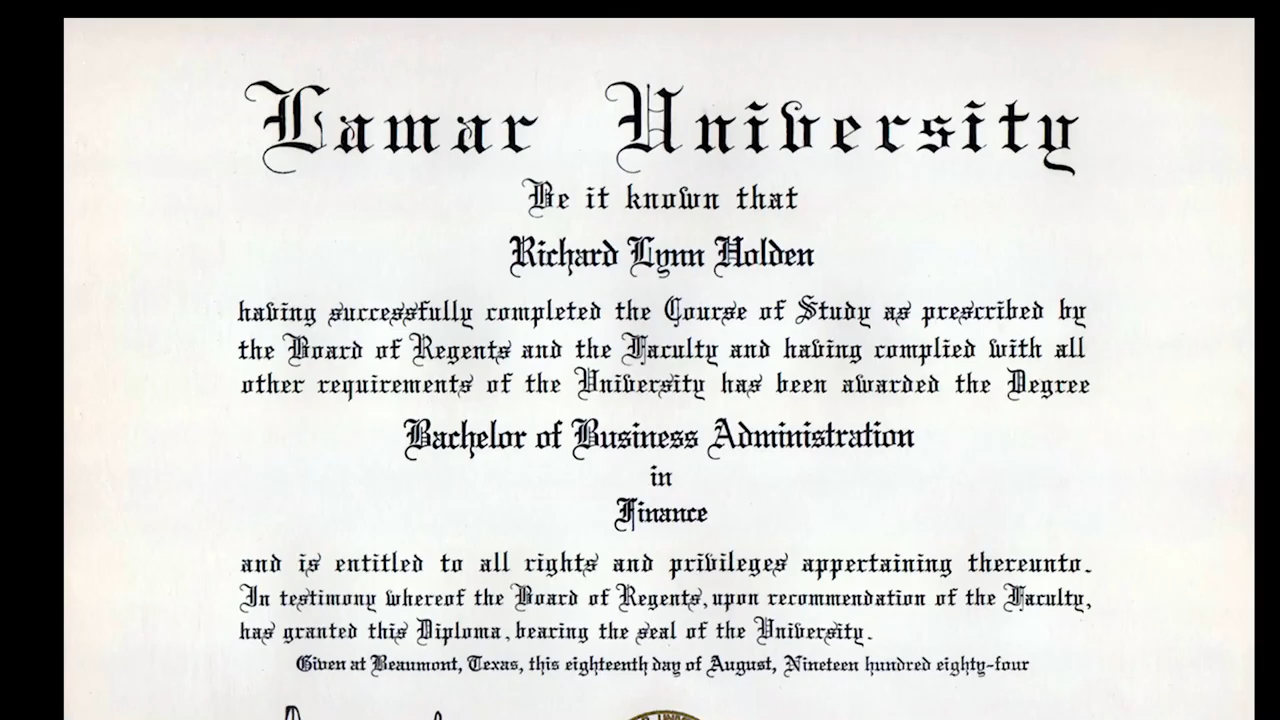 Lamar University
Be it known that
Richard Lynn Holden
having successfully completed the Course of Study as prescribed by
the Board of Regents and the Faculty and having complied with all
other requirements of the University has been awarded the Degree
Bachelor of Business Administration
in
Finance
and is entitled to all rights and privileges appertaining thereunto.
In testimony whereof the Board of Regents, upon recommendation of the Faculty,
has granted this Diploma, bearing the seal of the University.
Given at Beaumont, Texas, this eighteenth day of August, Nineteen hundred eighty-four